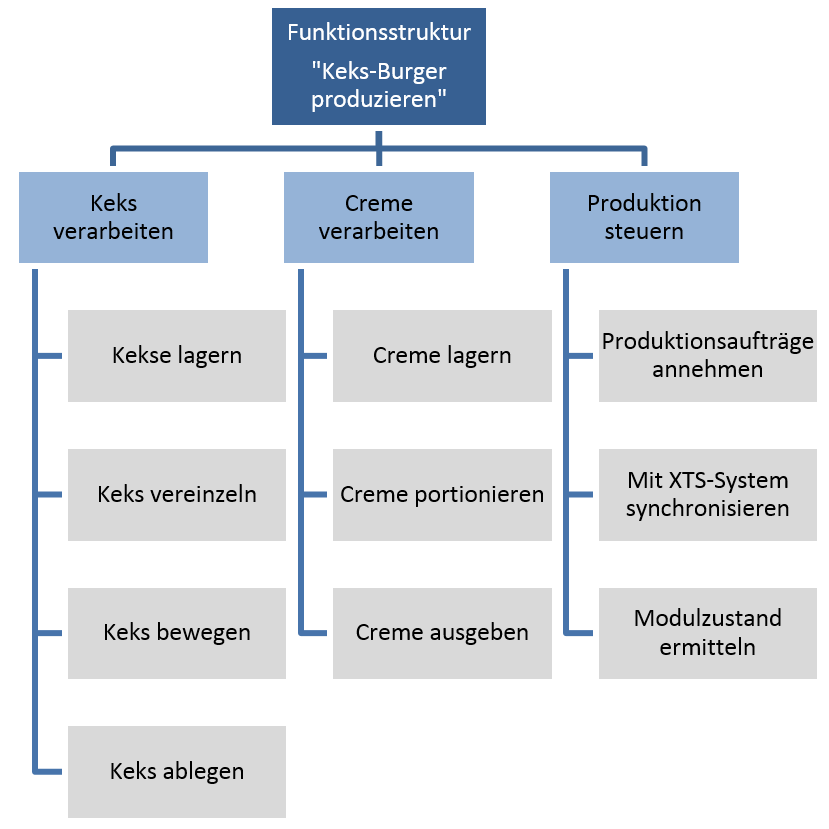 Funktionsstruktur
"Keks-Burger
produzieren"
Keks
verarbeiten
Kekse lagern
Keks vereinzeln
Keks bewegen
Keks ablegen
Creme
verarbeiten
Creme lagern
Creme portionieren
Creme ausgeben
Produktion
steuern
Produktionsaufträge
annehmen
Mit XTS-System
synchronisieren
Modulzustand
ermitteln